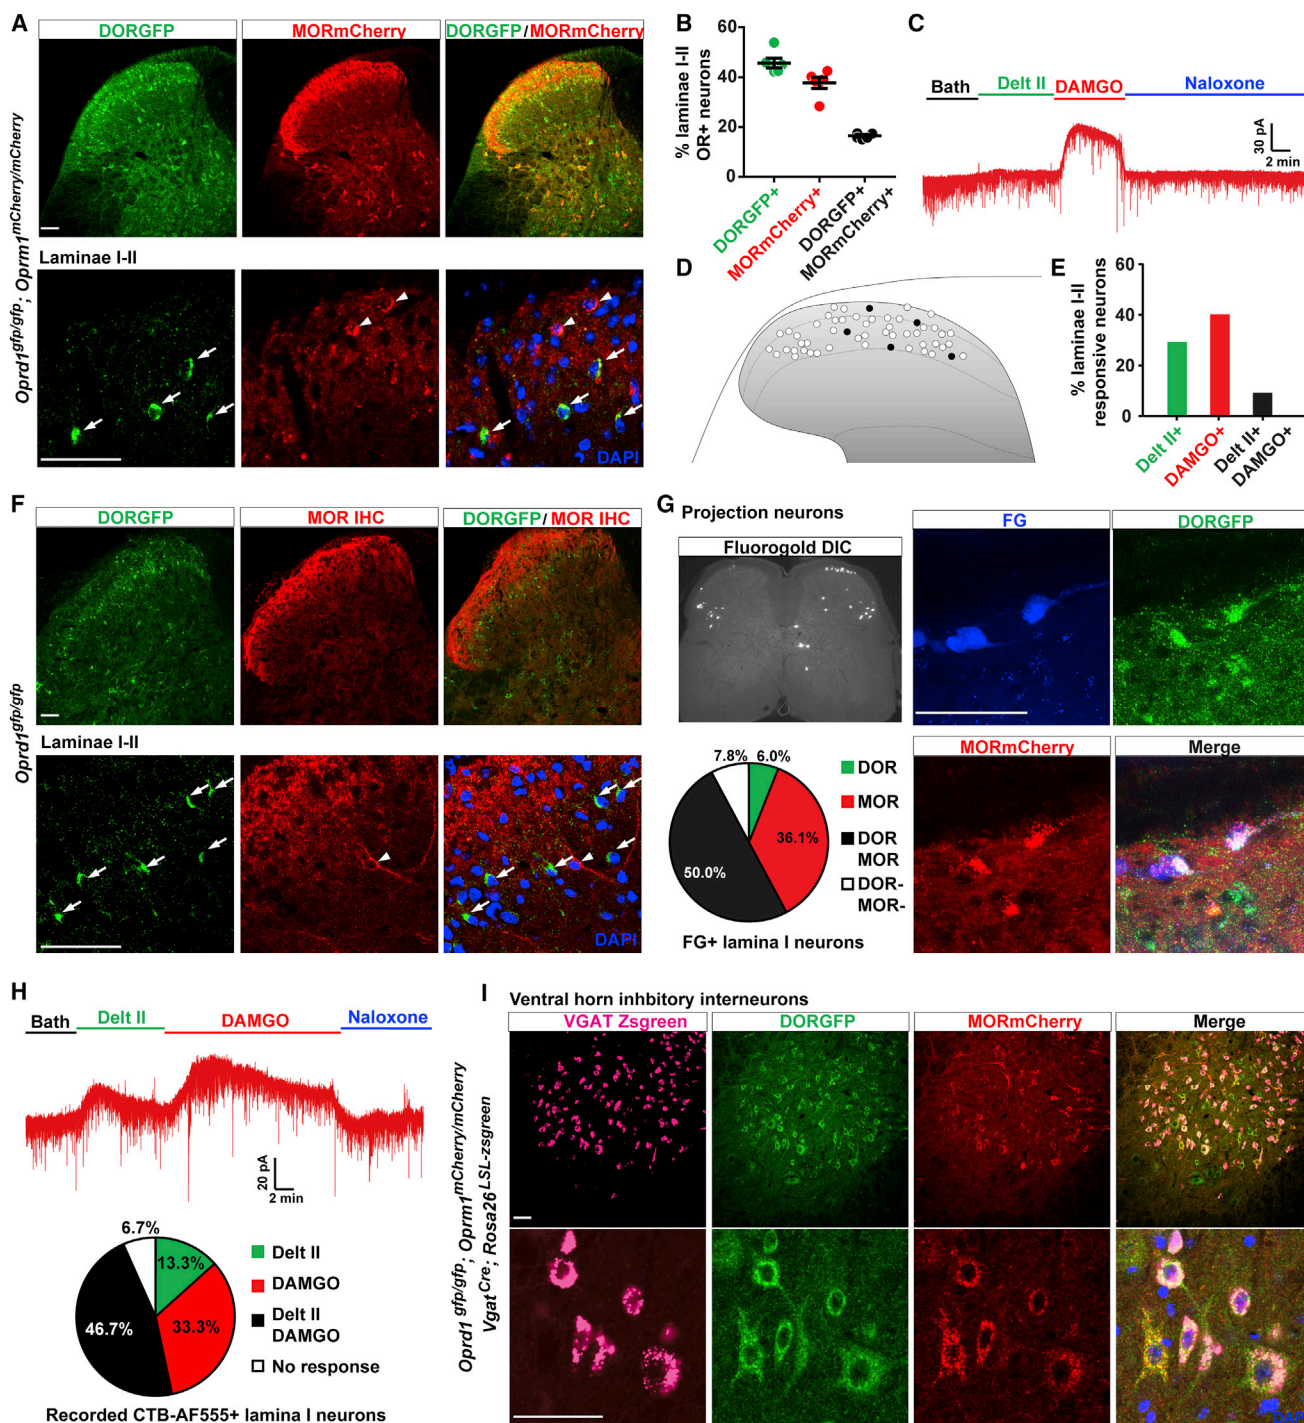 A
DORGFP
MORmCherry
DORGFP/MORmCherry
Oprd1gfp/gfp; Oprm1mCherry/mCherry
Laminae I-II
DAPI
B
% laminae I-II
OR+ neurons
60
40
20
0
DORGFP+
MORmCherry+
DORGFP+
MORmCherry+
C
Bath
Delt II
DAMGO
Naloxone
30 pA
2 min
D
E
% laminae I-II
responsive neurons
60
40
20
0
Delt II+
DAMGO+
Delt II+
DAMGO+
F
DORGFP
MOR IHC
DORGFP/ MOR IHC
Oprd1gfp/gfp
Laminae I-II
DAPI
G
Projection neurons
Fluorogold DIC
FG
DORGFP
7.8%
6.0%
36.1%
50.0%
DOR
MOR
DOR
MOR
DOR-
MOR-
FG+ lamina I neurons
MORmCherry
Merge
H
Bath
Delt II
DAMGO
Naloxone
20 pA
2 min
6.7%
13.3%
33.3%
46.7%
Delt II
DAMGO
Delt II
DAMGO
No response
Recorded CTB-AF555+ lamina I neurons
I
Ventral horn inhbitory interneurons
VGAT Zsgreen
DORGFP
MORmCherry
Merge
Oprd1 gfp/gfp; Oprm1mCherry/mCherry
VgatCre; Rosa26LSL-zsgreen
DAPI